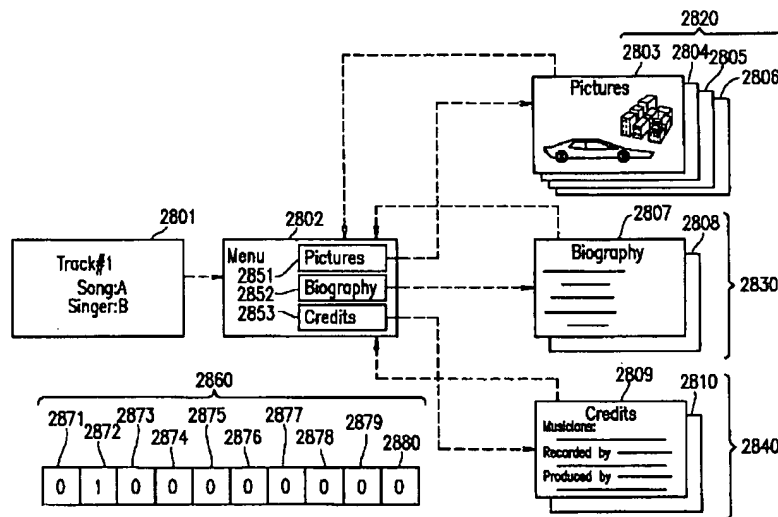 2820
2803 2804 2805 2806
Pictures
2801
Track#1
Song:A
Singer:B
2802
Menu
2851 Pictures
2852 Biography
2853 Credits
2807 2808
Biography
2830
2809 2810
Credits
Musicians:
Recorded by
Produced by
2840
2860
2871 2872 2873 2874 2875 2876 2877 2878 2879 2880
0 1 0 0 0 0 0 0 0 0